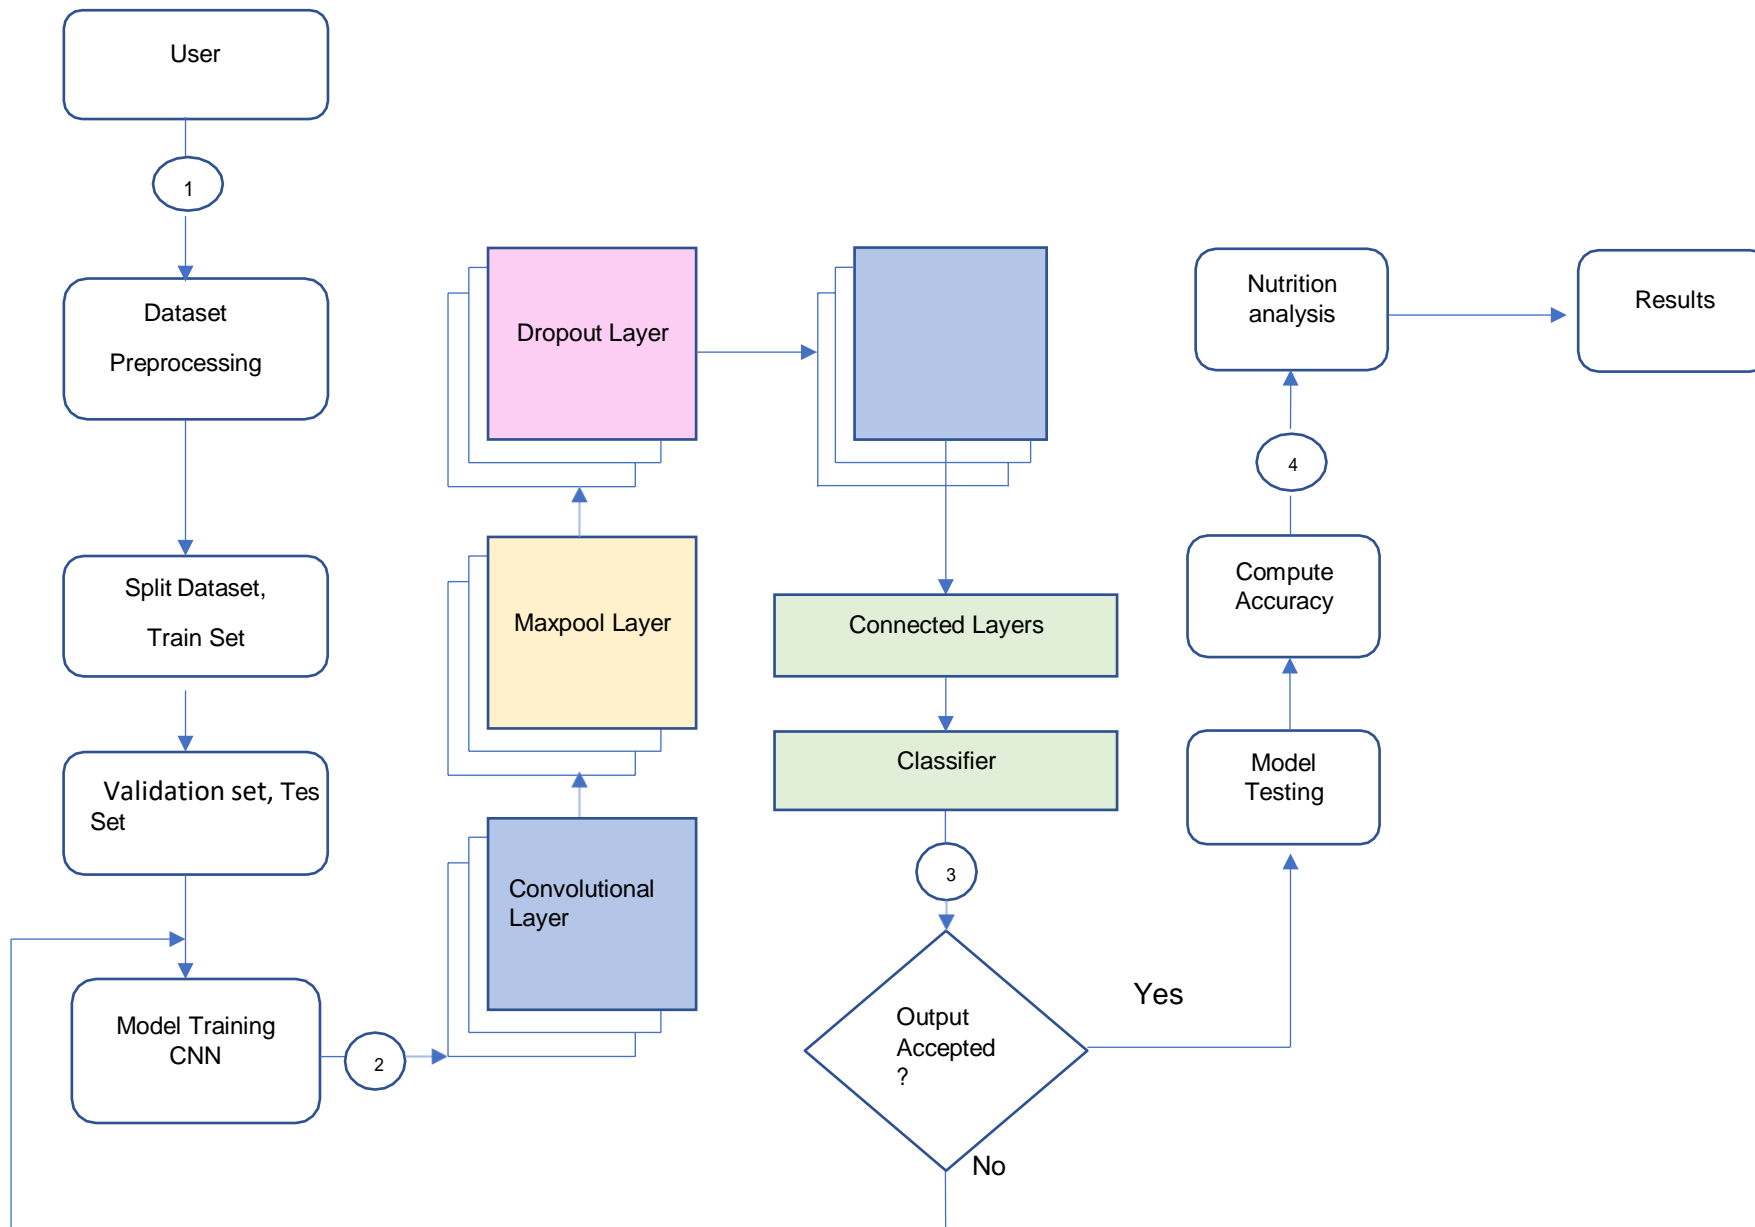 User
1
Dataset
Preprocessing
Split Dataset,
Train Set
Validation set, Tes
Set
Model Training
CNN
2
Convolutional
Layer
Maxpool Layer
Dropout Layer
Connected Layers
Classifier
3
Output
Accepted
?
Yes
No
Model
Testing
Compute
Accuracy
4
Nutrition
analysis
Results